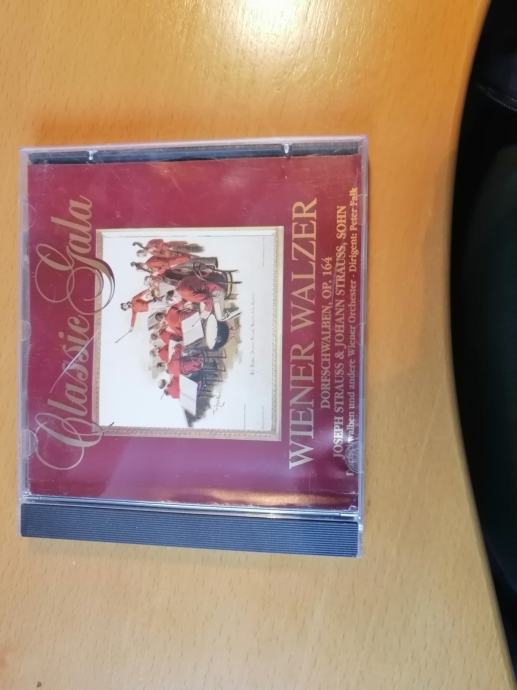 Classic Gala
WIENER WALZER
DORFSCHWALBEN, OP. 164
JOSEPH STRAUSS & JOHANN STRAUSS, SOHN
und andere Wiener Orchester - Dirigent: Peter Falk